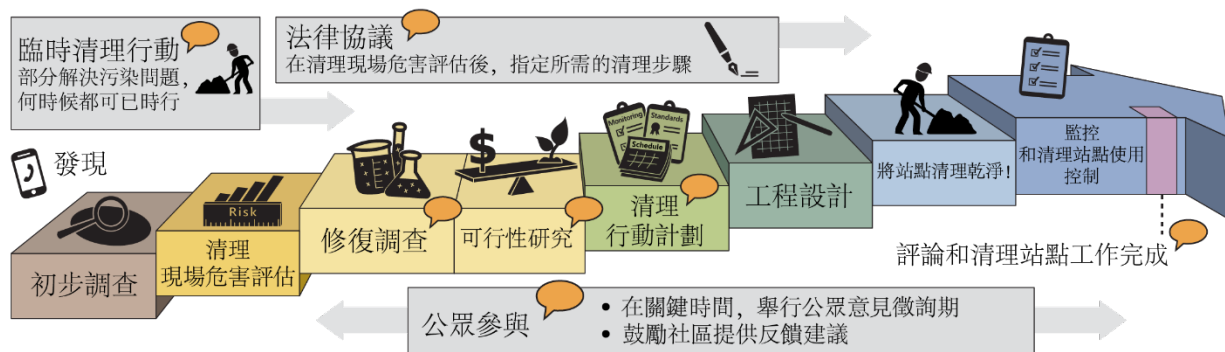 臨時清理行動
部分解決污染問題,
何時候都可已時行
法律協議
在清理現場危害評估後,指定所需的清理步驟
發現
初步調查
Risk
清理
現場危害評估
修復調查
$
可行性研究
Monitoring
Standards
Schedule
清理
行動計劃
工程設計
將站點清理乾淨!
監控
和清理站點使用
控制
評論和清理站點工作完成
公眾參與
• 在關鍵時間,舉行公眾意見徵詢期
• 鼓勵社區提供反饋建議